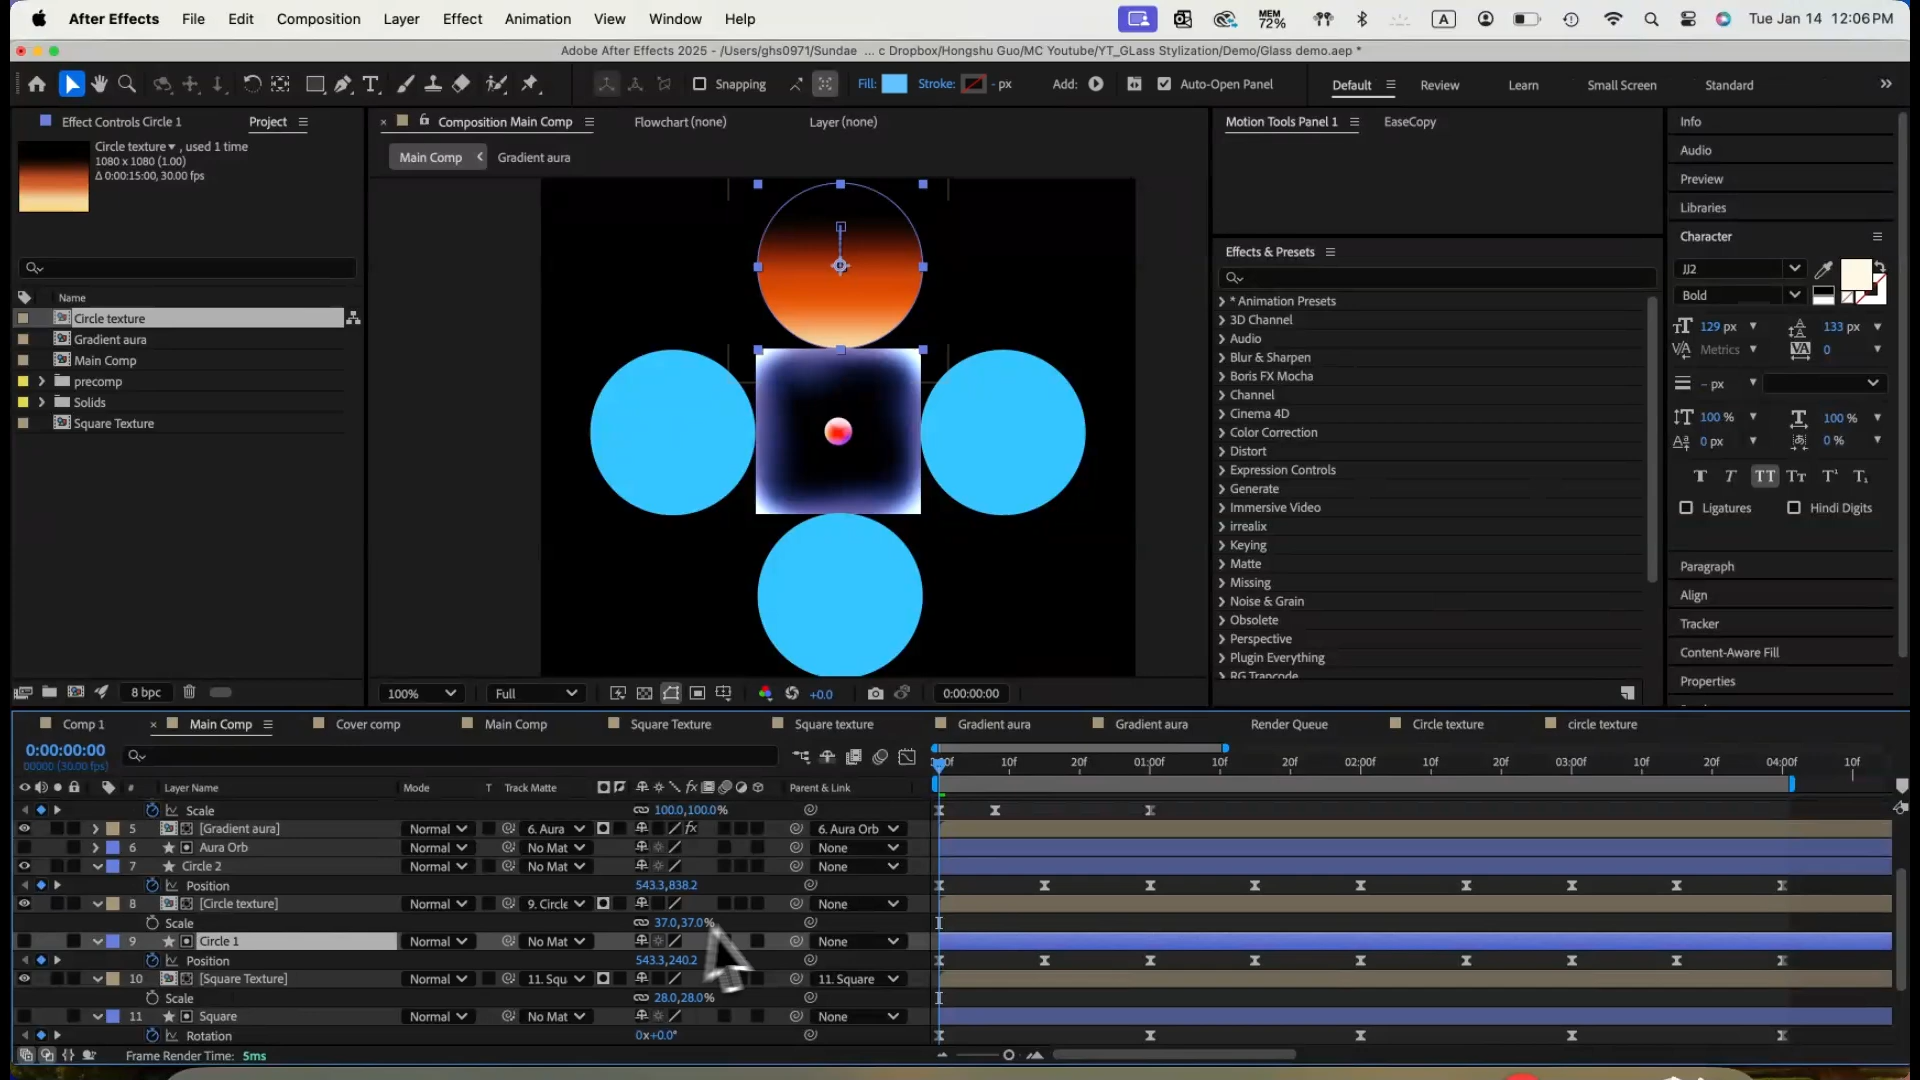 After Effects File Edit Composition Layer Effect Animation View Window Help MEM 72% A Tue Jan 14 12:06 PM
Adobe After Effects 2025 - /Users/ghs0971/Sundae ... c Dropbox/Hongshu Guo/MC Youtube/YT_GLass Stylization/Demo/Glass demo.aep *
Snapping Fill: Stroke: - px Add: Auto-Open Panel Default Review Learn Small Screen Standard
Effect Controls Circle 1 Project
Circle texture , used 1 time
1080 x 1080 (1.00)
Δ 0:00:15:00, 30.00 fps
Name
Circle texture
Gradient aura
Main Comp
precomp
Solids
Square Texture
8 bpc
Composition Main Comp Flowchart (none) Layer (none)
Main Comp Gradient aura
100% Full +0.0 0:00:00:00
Motion Tools Panel 1 EaseCopy
Effects & Presets
* Animation Presets
3D Channel
Audio
Blur & Sharpen
Boris FX Mocha
Channel
Cinema 4D
Color Correction
Distort
Expression Controls
Generate
Immersive Video
irrealix
Keying
Matte
Missing
Noise & Grain
Obsolete
Perspective
Plugin Everything
RG Trapcode
Info
Audio
Preview
Libraries
Character
JJ2
Bold
129 px 133 px
Metrics 0
- px
100 % 100 %
0 px 0 %
T T TT Tт T¹ T₁
Ligatures Hindi Digits
Paragraph
Align
Tracker
Content-Aware Fill
Properties
Comp 1 Main Comp Cover comp Main Comp Square Texture Square texture Gradient aura Gradient aura Render Queue Circle texture circle texture
0:00:00:00
00000 (30.00 fps)
10f 20f 01:00f 10f 20f 02:00f 10f 20f 03:00f 10f 20f 04:00f 10f
# Layer Name Mode T Track Matte Parent & Link
Scale 100.0,100.0%
5 [Gradient aura] Normal 6. Aura 6. Aura Orb
6 Aura Orb Normal No Mat None
7 Circle 2 Normal No Mat None
Position 543.3,838.2
8 [Circle texture] Normal 9. Circle None
Scale 37.0,37.0%
9 Circle 1 Normal No Mat None
Position 543.3,240.2
10 [Square Texture] Normal 11. Squ 11. Square
Scale 28.0,28.0%
11 Square Normal No Mat None
Rotation 0x+0.0°
Frame Render Time: 5ms